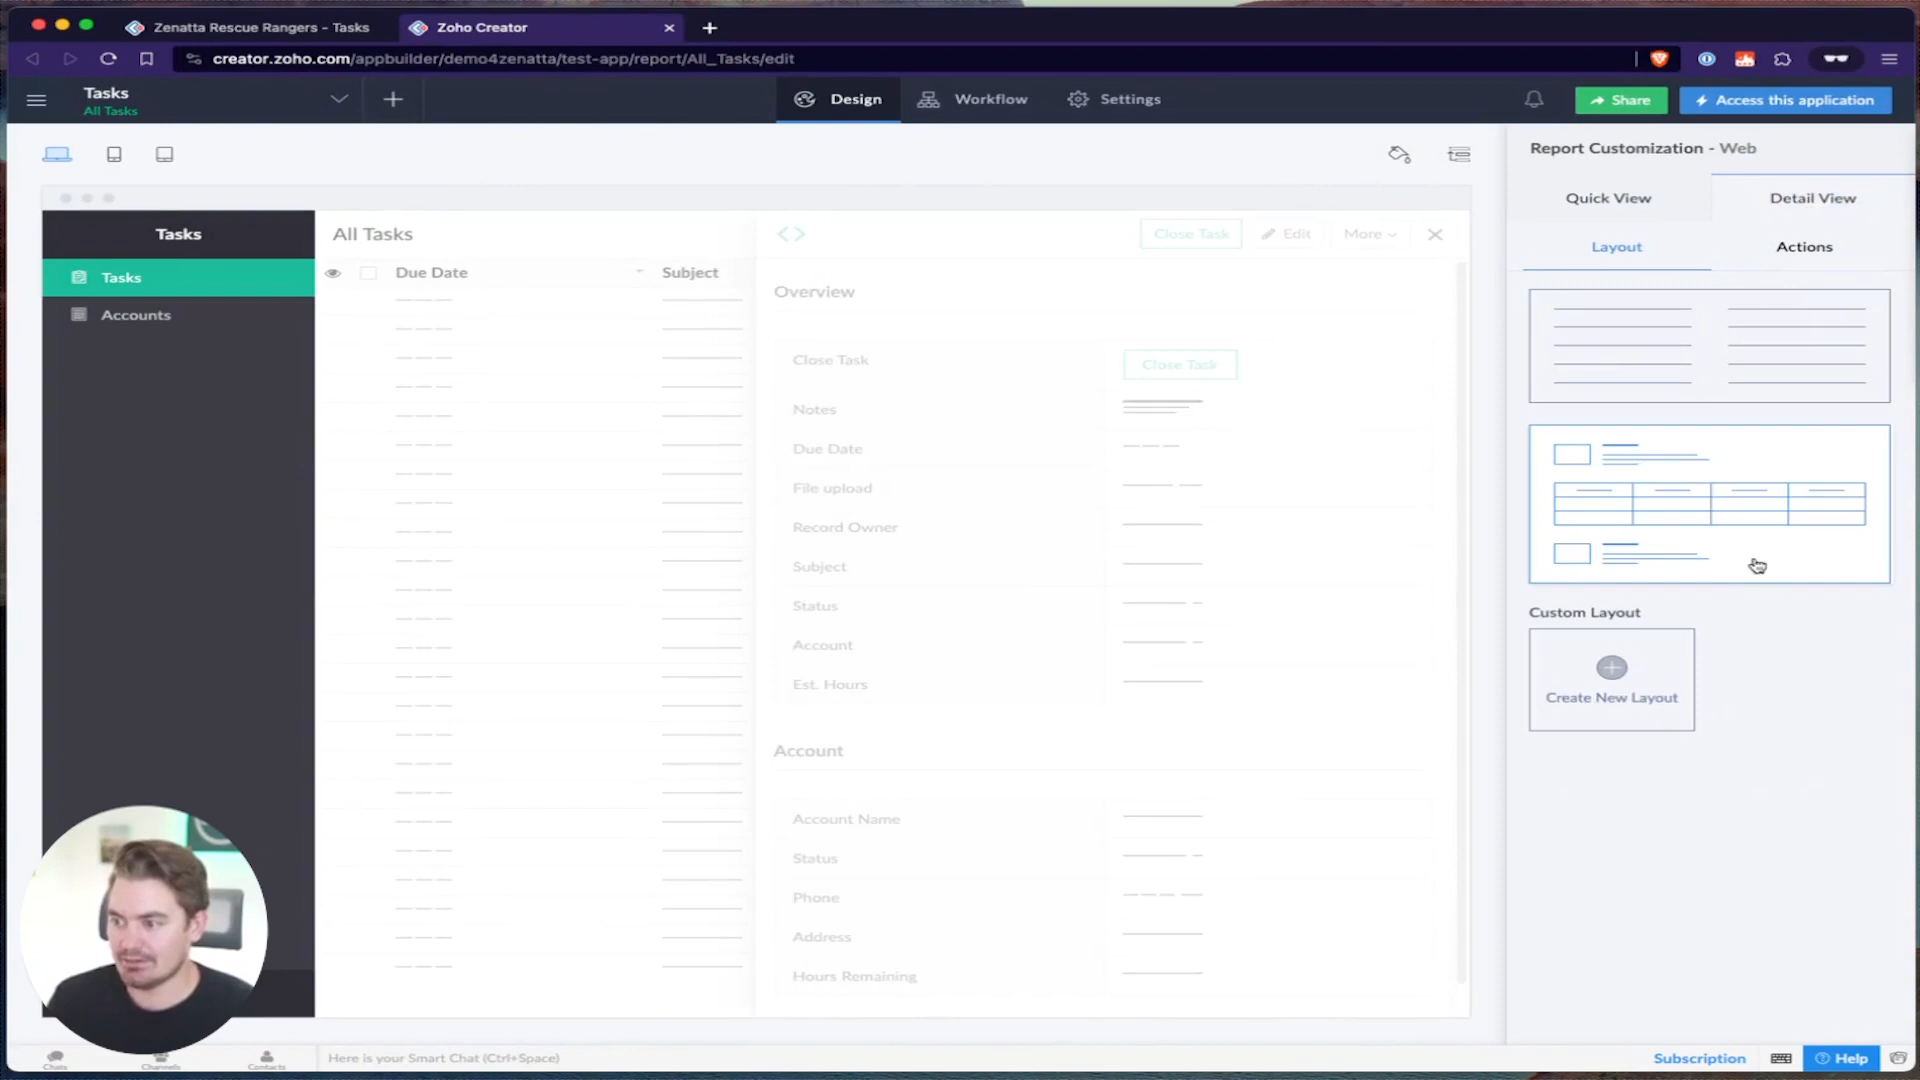 Zenatta Rescue Rangers - Tasks
Zoho Creator
creator.zoho.com/appbuilder/demo4zenatta/test-app/report/All_Tasks/edit
Tasks
All Tasks
Design
Workflow
Settings
Share
Access this application
Report Customization - Web
Quick View
Detail View
Layout
Actions
Custom Layout
Create New Layout
Tasks
Tasks
Accounts
All Tasks
Due Date
Subject
Close Task
Edit
More
Overview
Close Task
Close Task
Notes
Due Date
File upload
Record Owner
Subject
Status
Account
Est. Hours
Account
Account Name
Status
Phone
Address
Hours Remaining
Chats
Channels
Contacts
Here is your Smart Chat (Ctrl+Space)
Subscription
Help